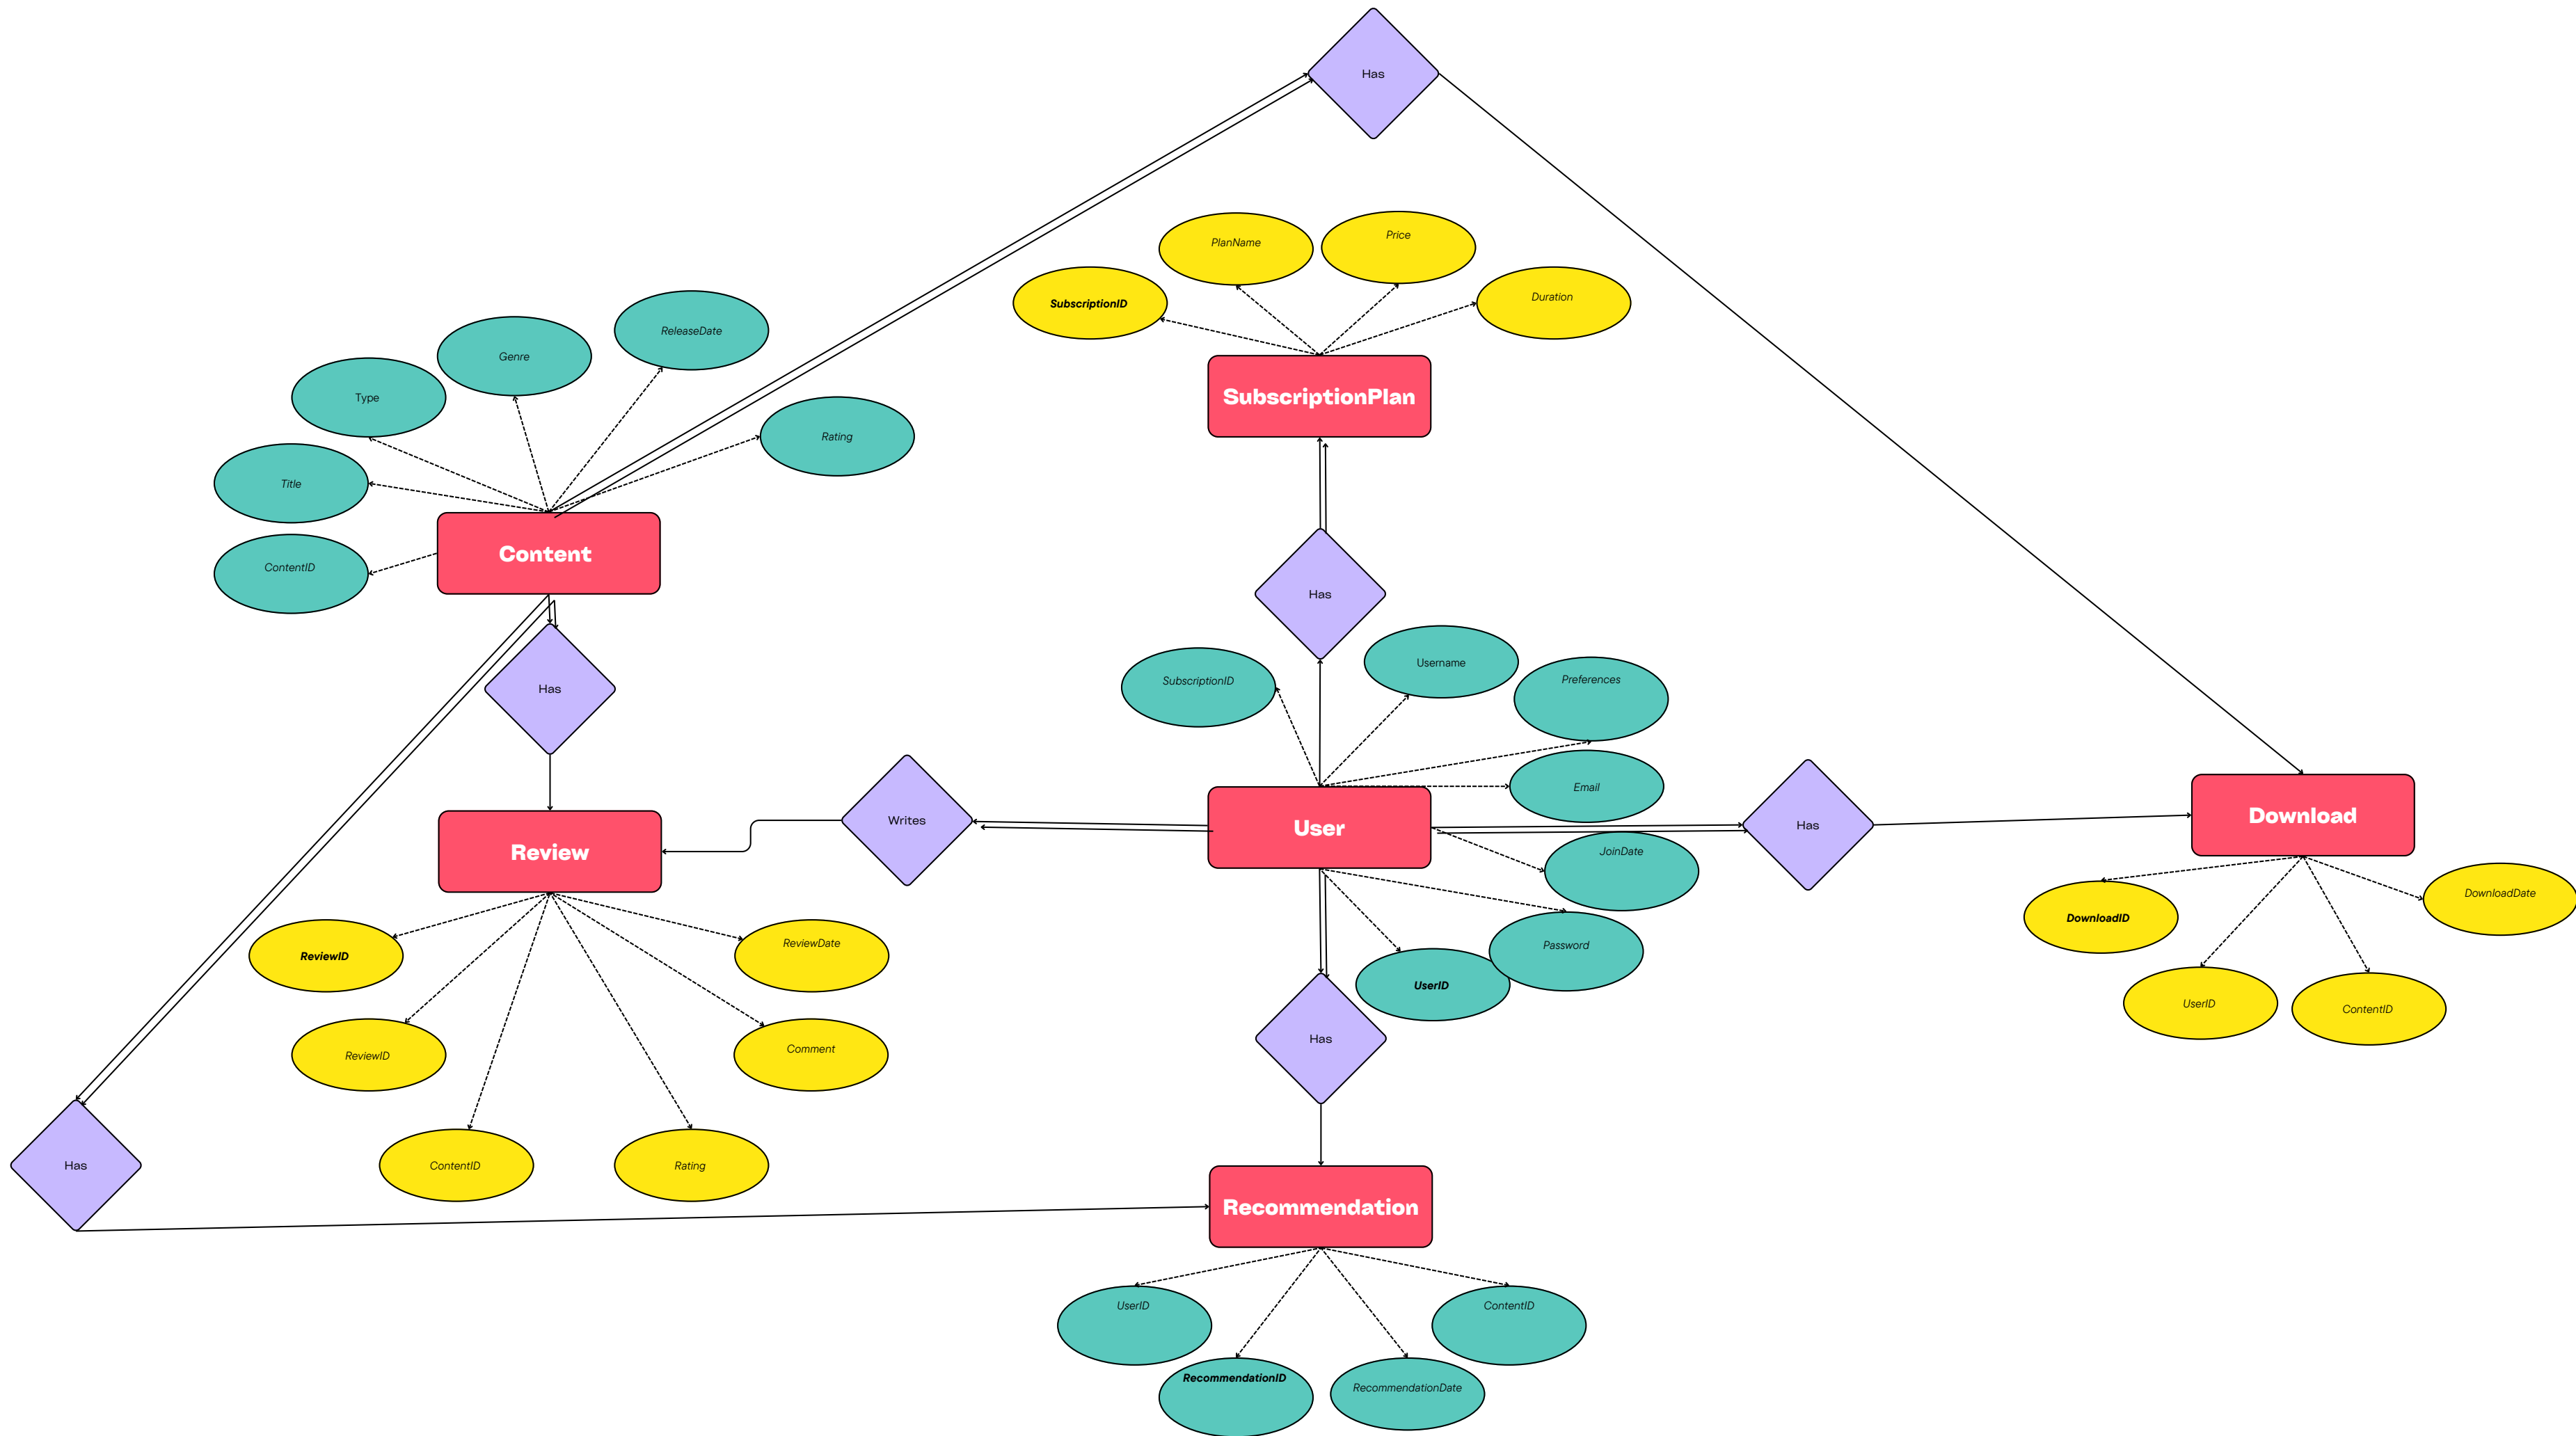 Has
PlanName
Price
SubscriptionID
Duration
SubscriptionPlan
ReleaseDate
Genre
Type
Rating
Title
Content
ContentID
Has
Has
SubscriptionID
Username
Preferences
Email
Writes
User
Has
Download
Review
JoinDate
DownloadID
DownloadDate
UserID
ContentID
ReviewID
ReviewDate
Password
UserID
ReviewID
Comment
Has
Has
ContentID
Rating
Recommendation
UserID
ContentID
RecommendationID
RecommendationDate